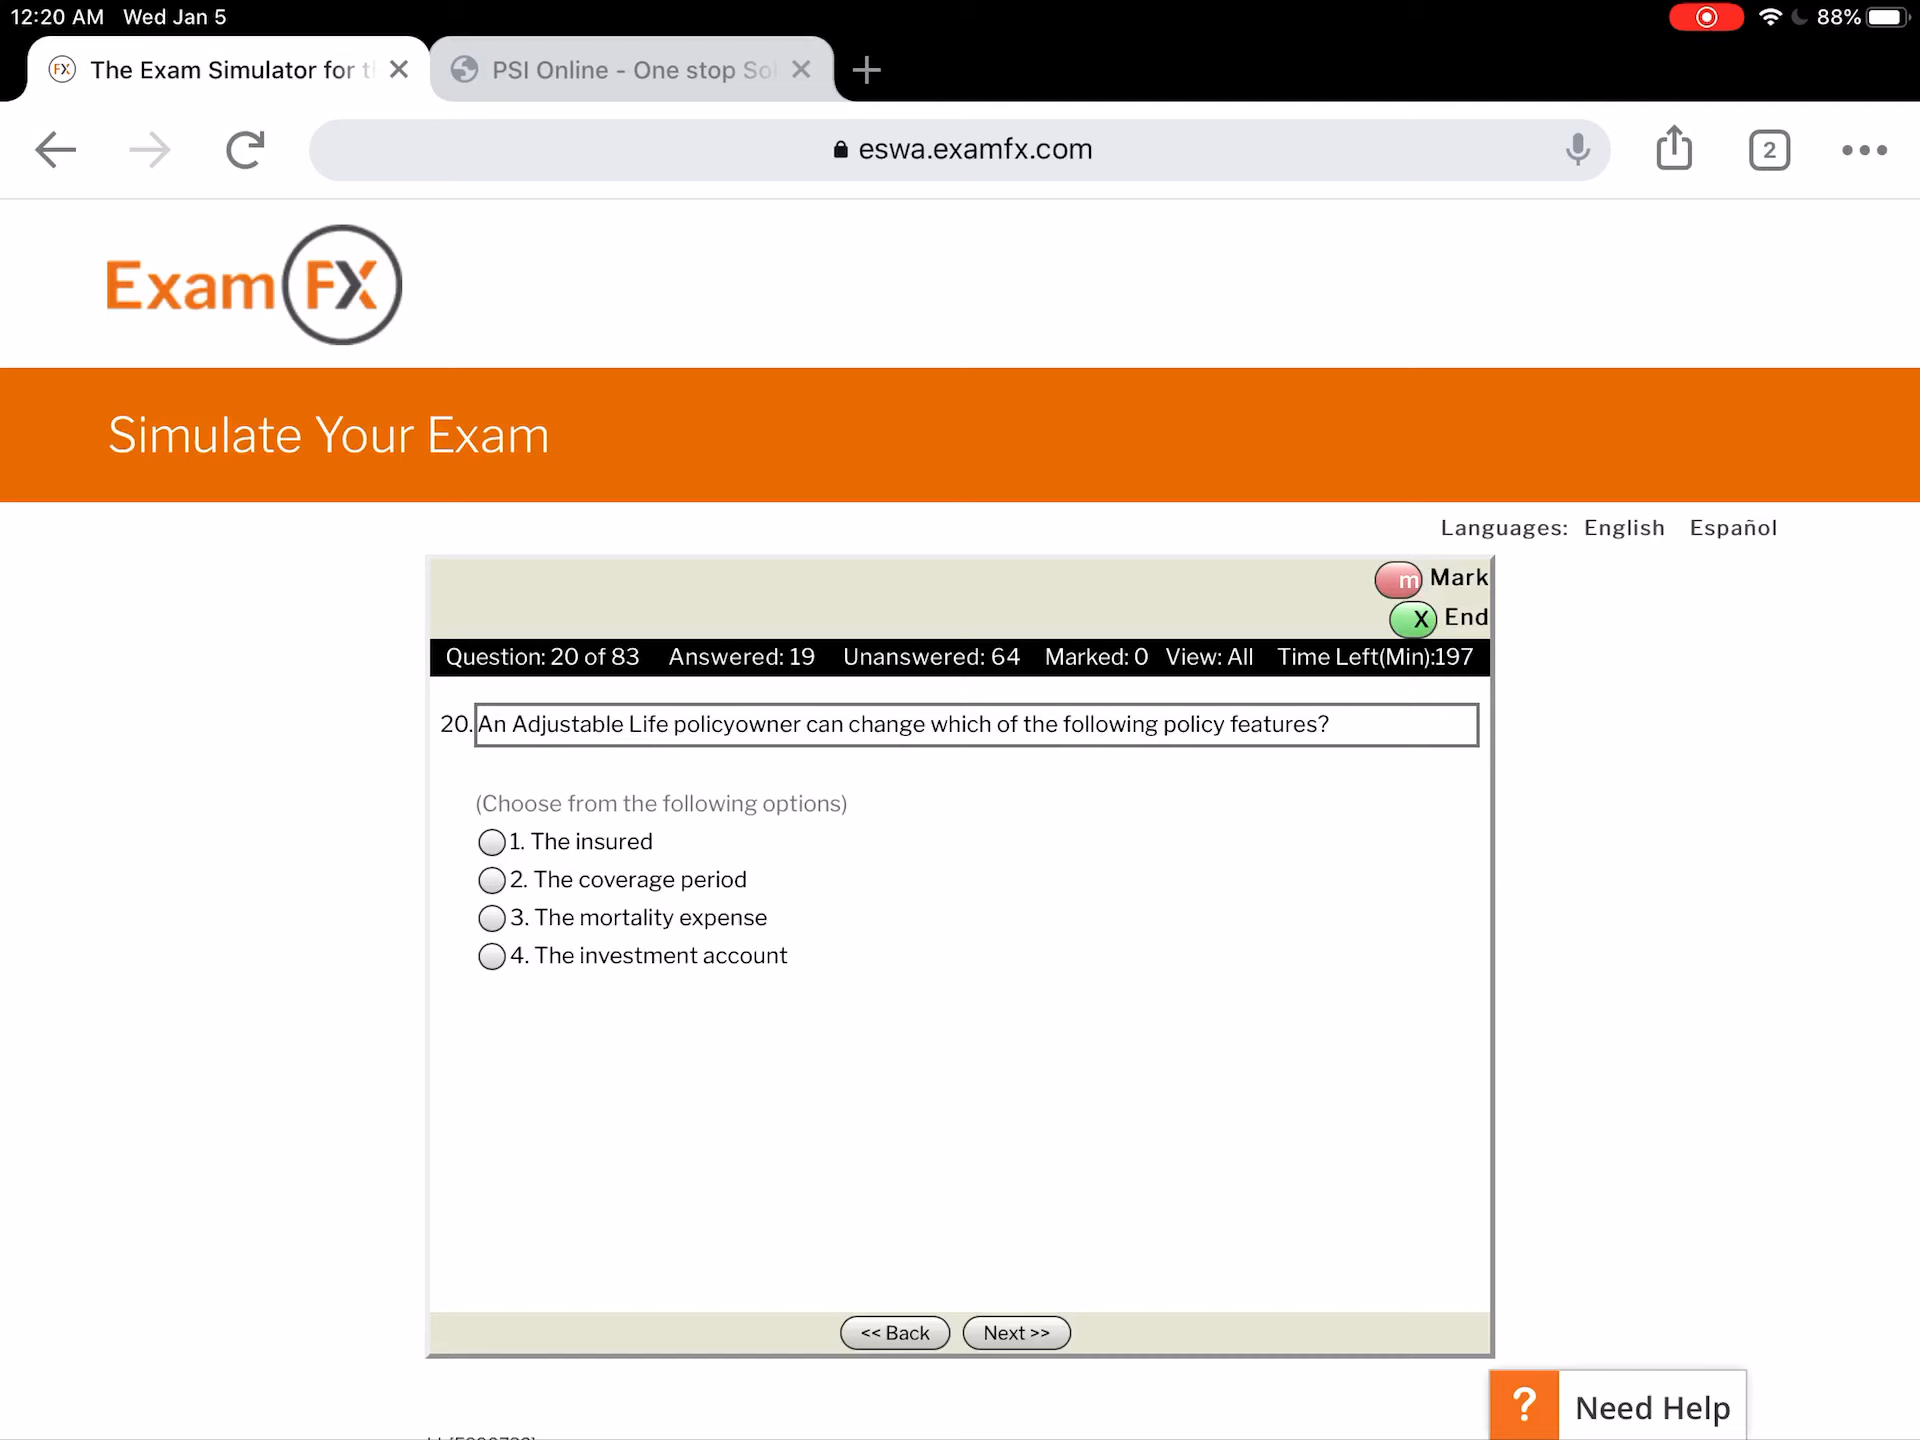 12:20 AM Wed Jan 5
88%
The Exam Simulator for t
PSI Online - One stop Sol
eswa.examfx.com
2
Exam FX
Simulate Your Exam
Languages: English Español
m Mark
X End
Question: 20 of 83 Answered: 19 Unanswered: 64 Marked: 0 View: All Time Left(Min):197
20. An Adjustable Life policyowner can change which of the following policy features?
(Choose from the following options)
1. The insured
2. The coverage period
3. The mortality expense
4. The investment account
<< Back Next >>
? Need Help